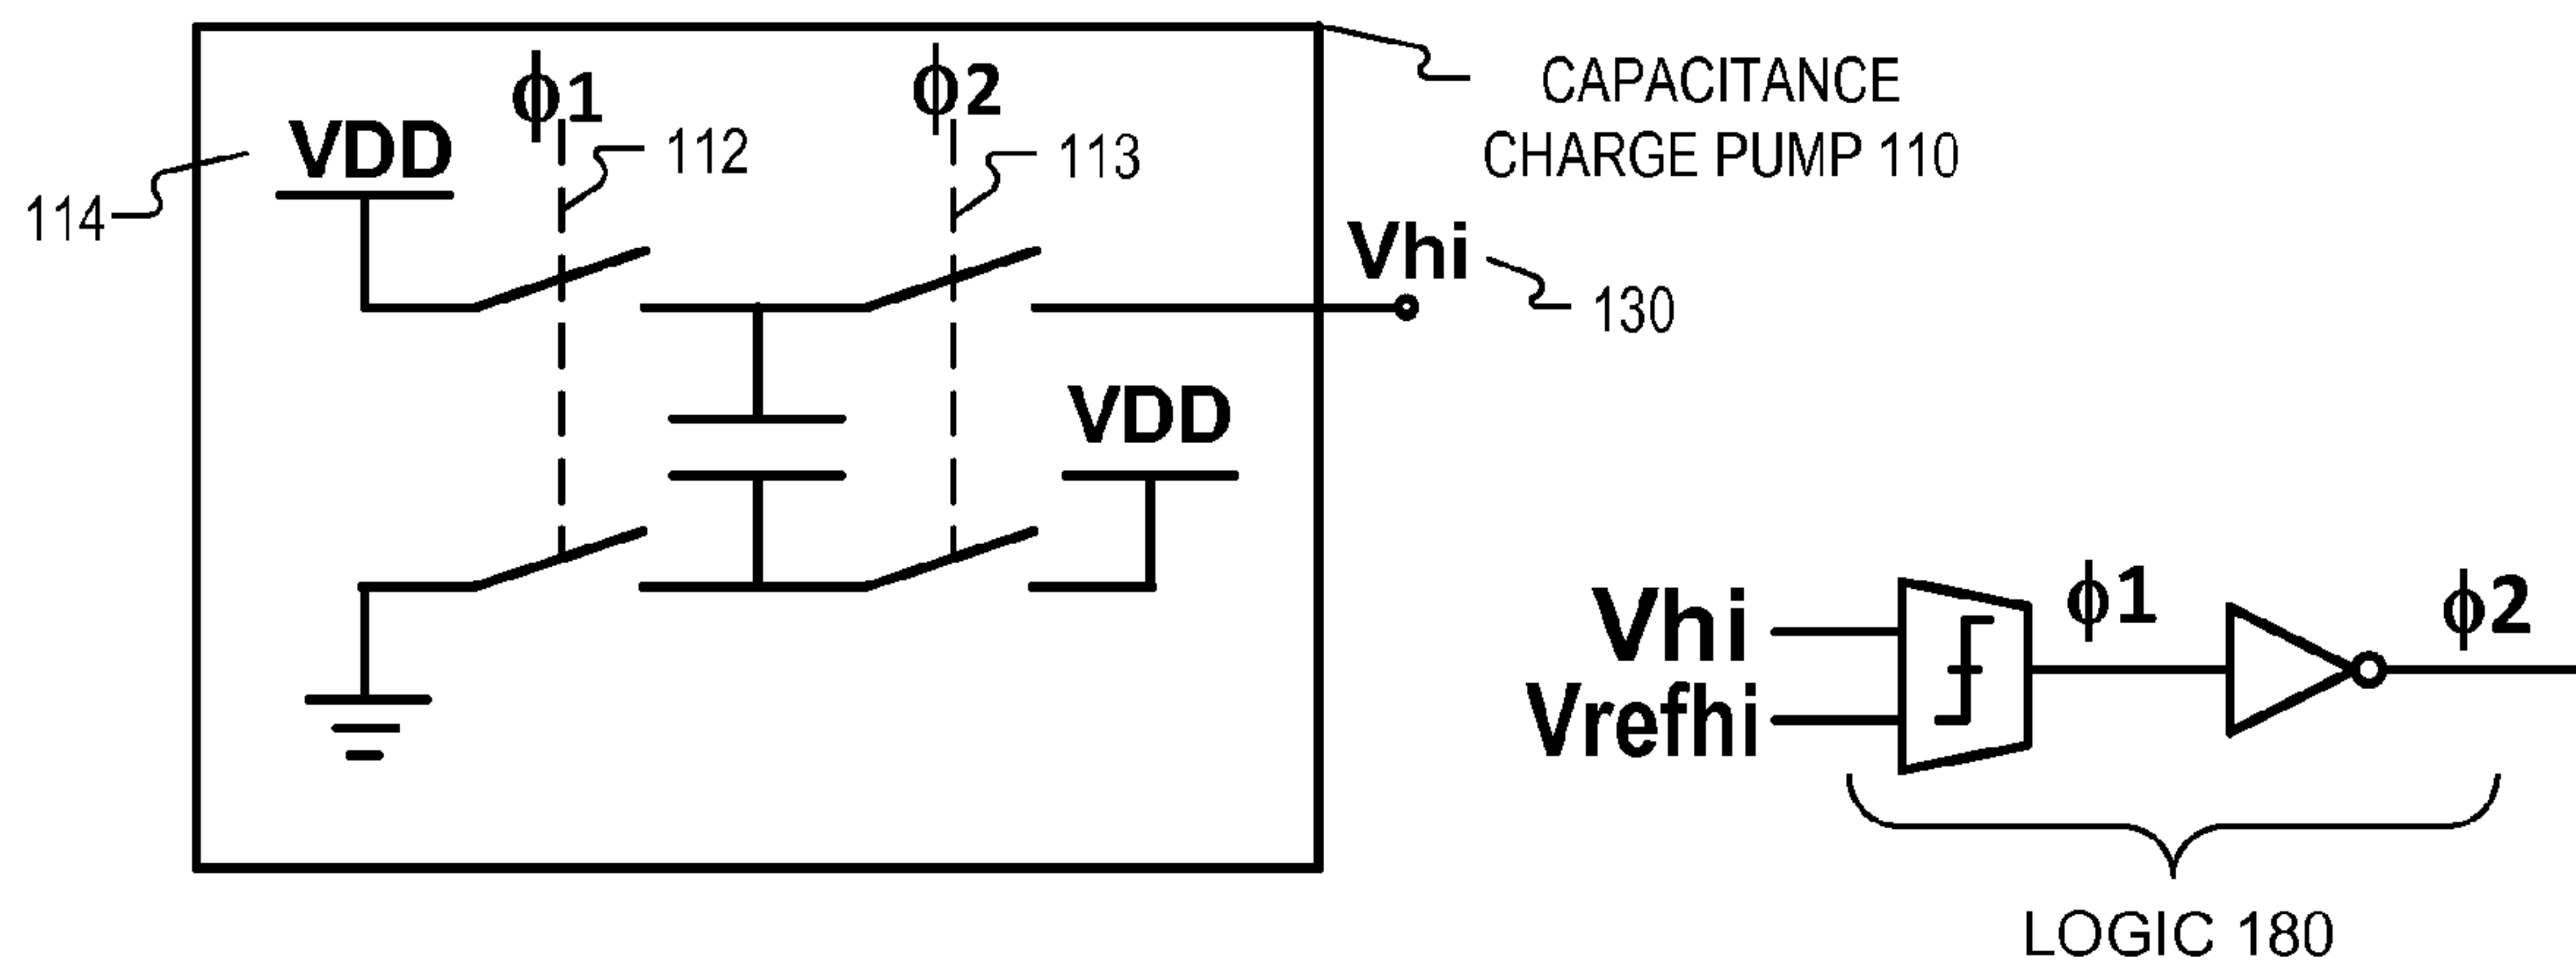 ϕ1
ϕ2
CAPACITANCE
CHARGE PUMP 110
VDD
112
113
114
Vhi
130
VDD
Vhi
ϕ1
ϕ2
Vrefhi
LOGIC 180